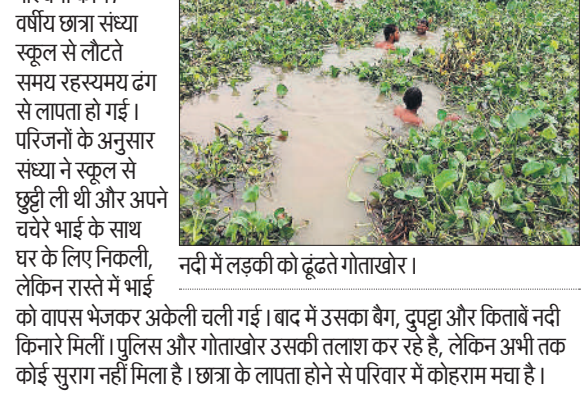 वर्षीय छात्रा संध्या
स्कूल से लौटते
समय रहस्यमय ढंग
से लापता हो गई।
परिजनों के अनुसार
संध्या ने स्कूल से
छुट्टी ली थी और अपने
चचेरे भाई के साथ
घर के लिए निकली,
लेकिन रास्ते में भाई
को वापस भेजकर अकेली चली गई। बाद में उसका बैग, दुपट्टा और किताबें नदी
किनारे मिलीं। पुलिस और गोताखोर उसकी तलाश कर रहे है, लेकिन अभी तक
कोई सुराग नहीं मिला है। छात्रा के लापता होने से परिवार में कोहराम मचा है।
नदी में लड़की को ढूंढते गोताखोर।